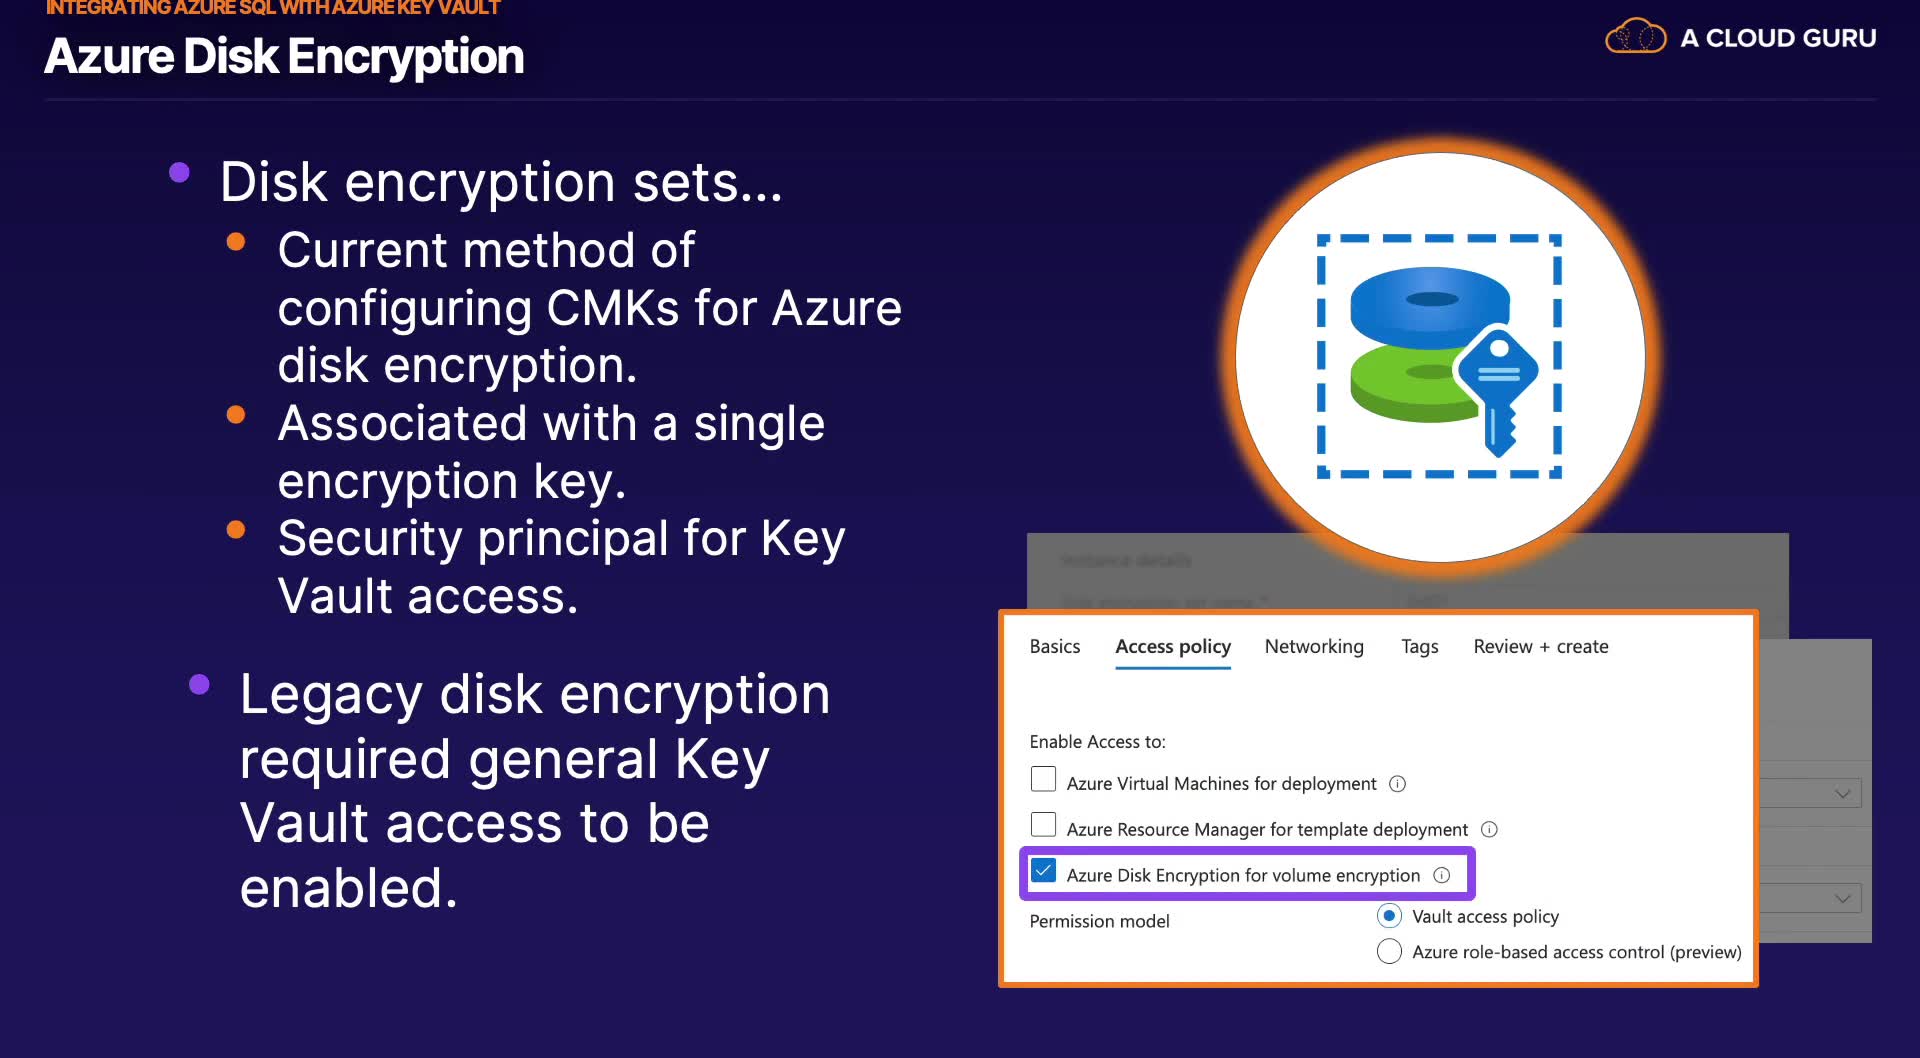 INTEGRATING AZURE SQL WITH AZURE KEY VAULT
Azure Disk Encryption
A CLOUD GURU
Disk encryption sets...
Current method of
configuring CMKs for Azure
disk encryption.
Associated with a single
encryption key.
Security principal for Key
Vault access.
Legacy disk encryption
required general Key
Vault access to be
enabled.
Instance details
Basics Access policy Networking Tags Review + create
Enable Access to:
Azure Virtual Machines for deployment
Azure Resource Manager for template deployment
Azure Disk Encryption for volume encryption
Permission model
Vault access policy
Azure role-based access control (preview)